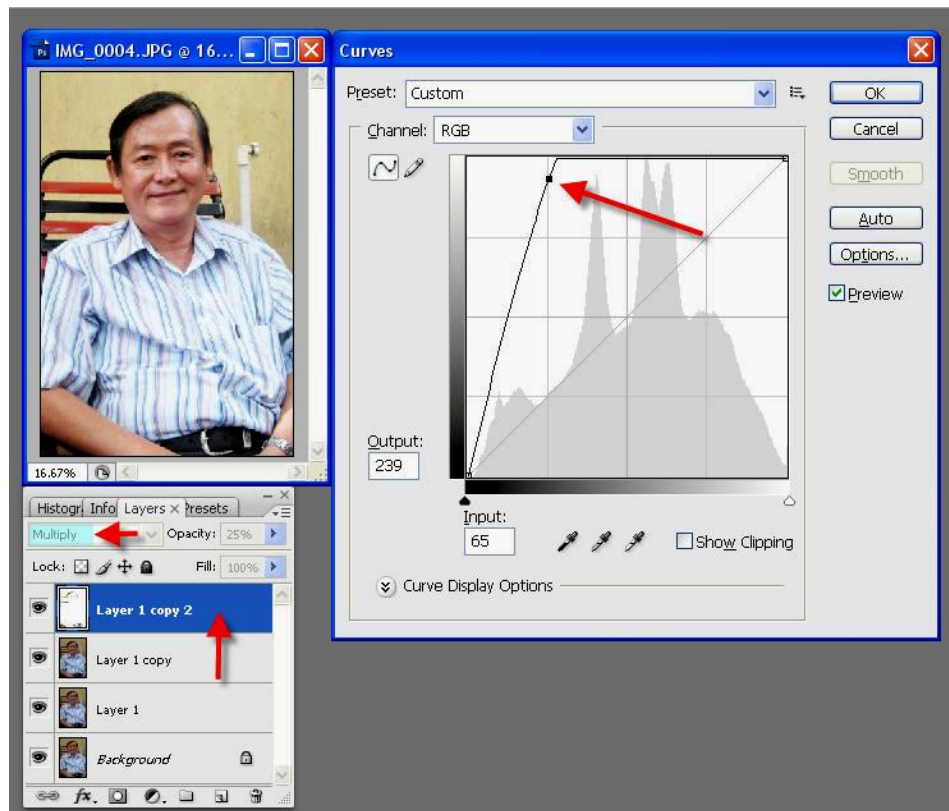 Ps IMG_0004.JPG @ 16...
16.67%
Curves
Preset: Custom
Channel: RGB
OK
Cancel
Smooth
Auto
Options...
Preview
Output:
239
Input:
65
Show Clipping
Curve Display Options
Histogr Info Layers × Presets
Multiply Opacity: 25%
Lock: Fill: 100%
Layer 1 copy 2
Layer 1 copy
Layer 1
Background
fx.